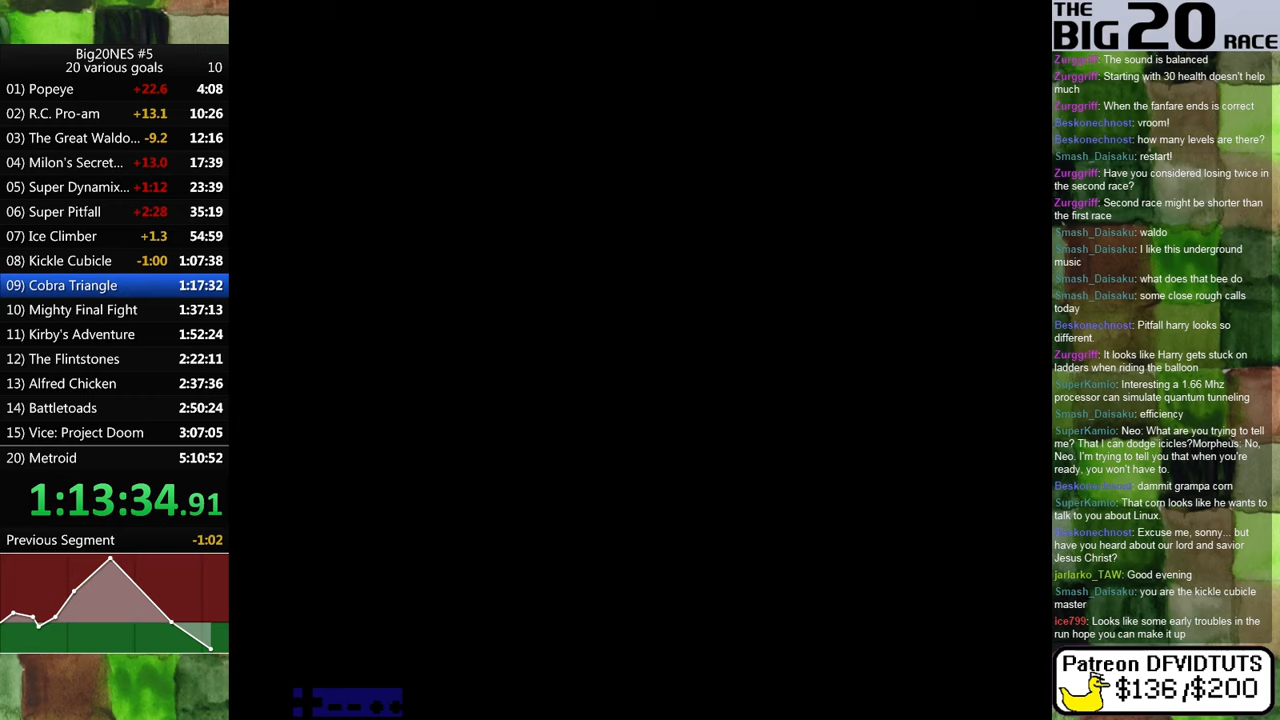 Big20NES #5
20 various goals 10
01) Popeye +22.6 4:08
02) R.C. Pro-am +13.1 10:26
03) The Great Waldo... -9.2 12:16
04) Milon's Secret... +13.0 17:39
05) Super Dynamix... +1:12 23:39
06) Super Pitfall +2:28 35:19
07) Ice Climber +1.3 54:59
08) Kickle Cubicle -1:00 1:07:38
09) Cobra Triangle 1:17:32
10) Mighty Final Fight 1:37:13
11) Kirby's Adventure 1:52:24
12) The Flintstones 2:22:11
13) Alfred Chicken 2:37:36
14) Battletoads 2:50:24
15) Vice: Project Doom 3:07:05
20) Metroid 5:10:52
1:13:34.91
Previous Segment -1:02
THE
BIG 20 RACE
Zurggriff: The sound is balanced
Zurggriff: Starting with 30 health doesn't help
much
Zurggriff: When the fanfare ends is correct
Beskonechnost: vroom!
Beskonechnost: how many levels are there?
Smash_Daisaku: restart!
Zurggriff: Have you considered losing twice in
the second race?
Zurggriff: Second race might be shorter than
the first race
Smash_Daisaku: waldo
Smash_Daisaku: I like this underground
music
Smash_Daisaku: what does that bee do
Smash_Daisaku: some close rough calls
today
Beskonechnost: Pitfall harry looks so
different.
Zurggriff: It looks like Harry gets stuck on
ladders when riding the balloon
SuperKamio: Interesting a 1.66 Mhz
processor can simulate quantum tunneling
Smash_Daisaku: efficiency
SuperKamio: Neo: What are you trying to tell
me? That I can dodge icicles?Morpheus: No,
Neo. I'm trying to tell you that when you're
ready, you won't have to.
Beskonechnost: dammit grampa corn
SuperKamio: That corn looks like he wants to
talk to you about Linux.
Beskonechnost: Excuse me, sonny... but
have you heard about our lord and savior
Jesus Christ?
jarlarko_TAW: Good evening
Smash_Daisaku: you are the kickle cubicle
master
ice799: Looks like some early troubles in the
run hope you can make it up
Patreon DFVIDTUTS
$136/$200